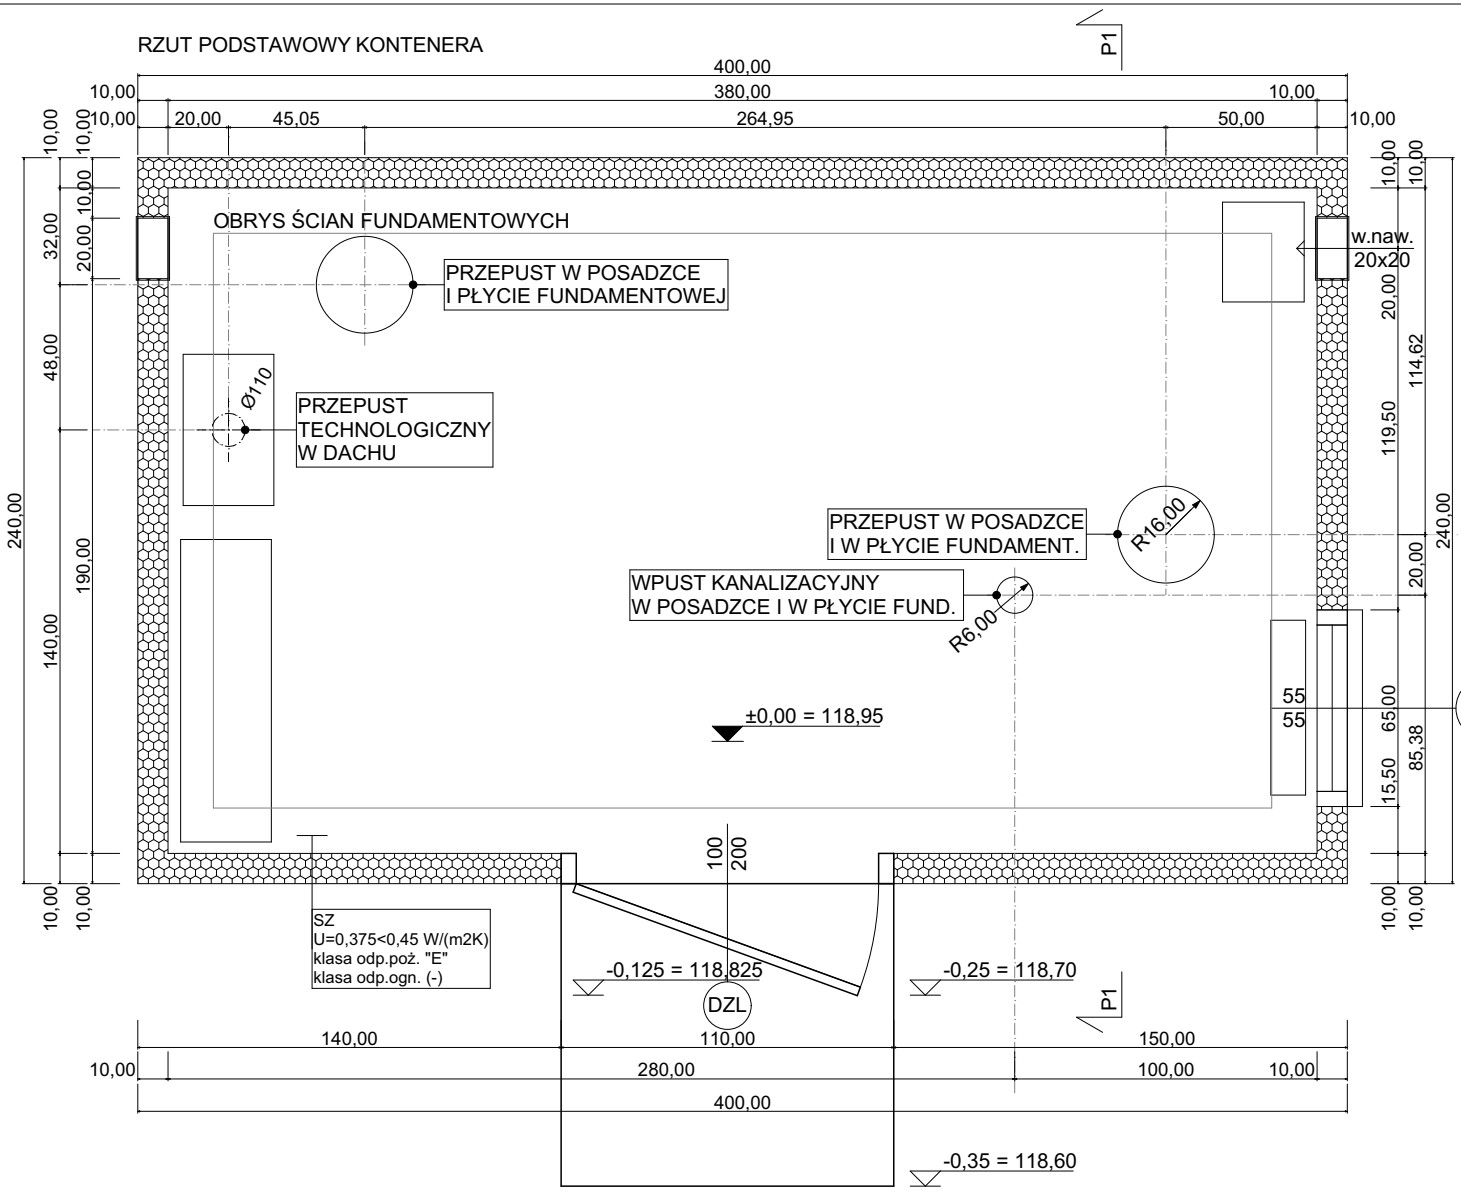 RZUT PODSTAWOWY KONTENERA
P1
400,00
10,00
380,00
10,00
10,00
20,00
45,05
264,95
50,00
10,00
10,00
10,00
10,00
32,00
20,00
48,00
240,00
190,00
140,00
10,00
10,00
OBRYS ŚCIAN FUNDAMENTOWYCH
PRZEPUST W POSADZCE
I PŁYCIE FUNDAMENTOWEJ
w.naw.
20x20
Ø110
PRZEPUST
TECHNOLOGICZNY
W DACHU
PRZEPUST W POSADZCE
I W PŁYCIE FUNDAMENT.
R16,00
WPUST KANALIZACYJNY
W POSADZCE I W PŁYCIE FUND.
R6,00
±0,00 = 118,95
55
55
10,00
10,00
20,00
114,62
119,50
240,00
20,00
65,00
85,38
15,50
10,00
10,00
100
200
SZ
U=0,375<0,45 W/(m2K)
klasa odp.poż. "E"
klasa odp.ogn. (-)
-0,125 = 118,825
-0,25 = 118,70
DZL
P1
140,00
110,00
150,00
10,00
280,00
100,00
10,00
400,00
-0,35 = 118,60